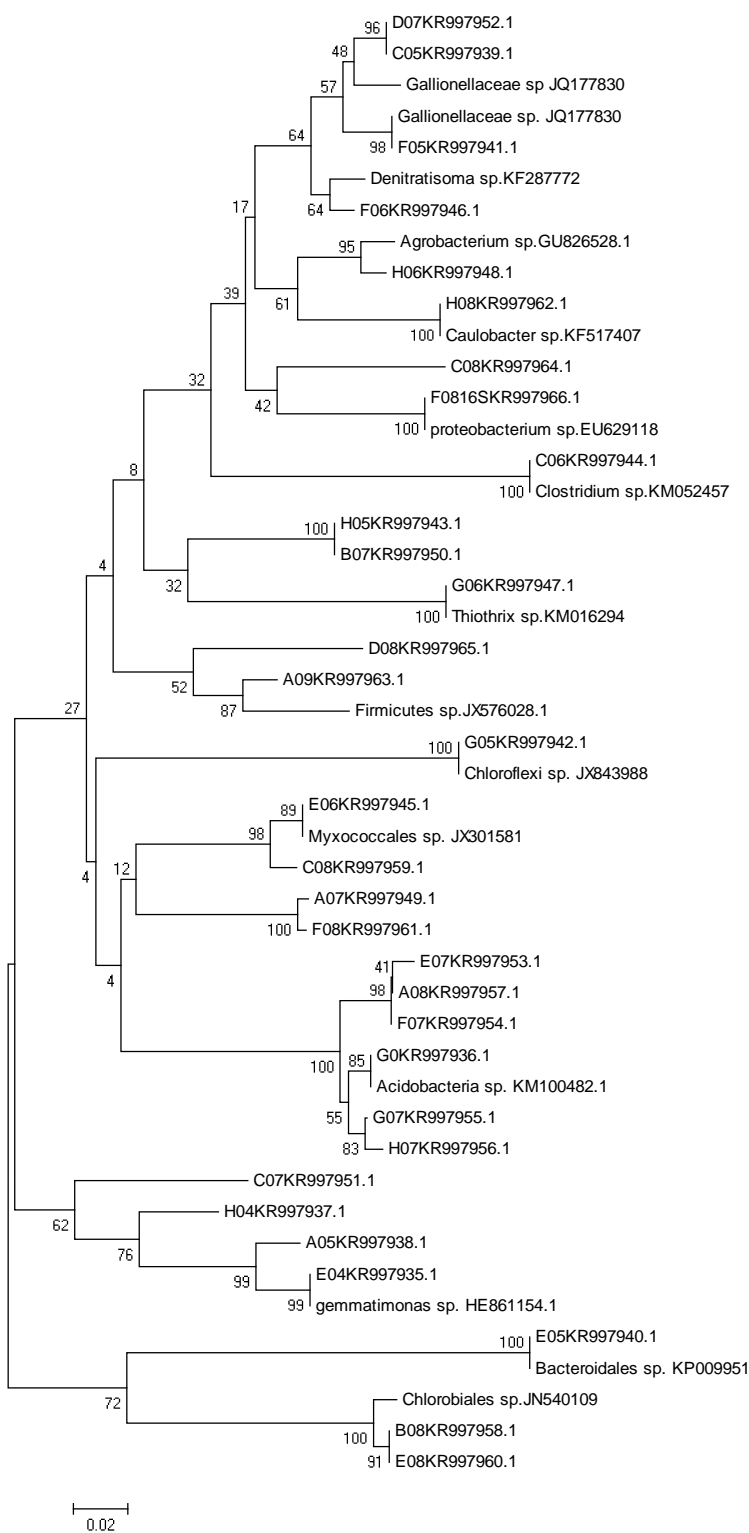 D07KR997952.1
96
C05KR997939.1
48
Gallionellaceae sp JQ177830
57
Gallionellaceae sp. JQ177830
98
F05KR997941.1
64
Denitratisoma sp.KF287772
64
F06KR997946.1
17
Agrobacterium sp.GU826528.1
95
H06KR997948.1
61
H08KR997962.1
39
100
Caulobacter sp.KF517407
C08KR997964.1
42
F0816SKR997966.1
32
100
proteobacterium sp.EU629118
C06KR997944.1
100
Clostridium sp.KM052457
8
H05KR997943.1
100
B07KR997950.1
32
G06KR997947.1
4
100
Thiothrix sp.KM016294
D08KR997965.1
52
A09KR997963.1
87
Firmicutes sp.JX576028.1
27
G05KR997942.1
100
Chloroflexi sp. JX843988
E06KR997945.1
89
Myxococcales sp. JX301581
98
C08KR997959.1
12
4
A07KR997949.1
100
F08KR997961.1
4
E07KR997953.1
41
A08KR997957.1
98
F07KR997954.1
100
G0KR997936.1
85
Acidobacteria sp. KM100482.1
55
G07KR997955.1
83
H07KR997956.1
C07KR997951.1
62
H04KR997937.1
76
A05KR997938.1
99
E04KR997935.1
99
gemmatimonas sp. HE861154.1
E05KR997940.1
100
Bacteroidales sp. KP009951
72
Chlorobiales sp.JN540109
100
B08KR997958.1
91
E08KR997960.1
0.02